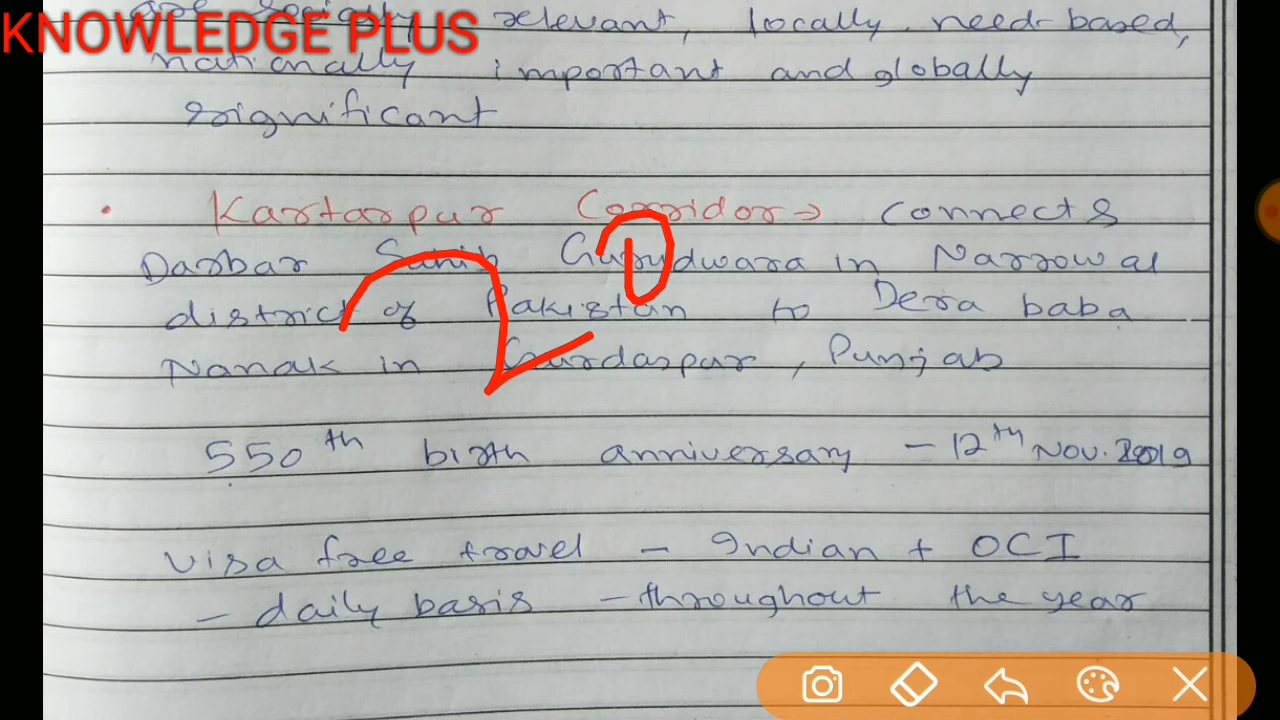 are socially relevant, locally need-based,
KNOWLEDGE PLUS
nationally important and globally
significant
• Kartarpur Corridor → connects
Darbar Sahib Gurudwara in Narrowal
district of Pakistan to Dera baba
Nanak in Gurdaspur, Punjab
550th birth anniversary - 12th Nov. 2019
visa free travel - Indian + OCI
- daily basis - throughout the year